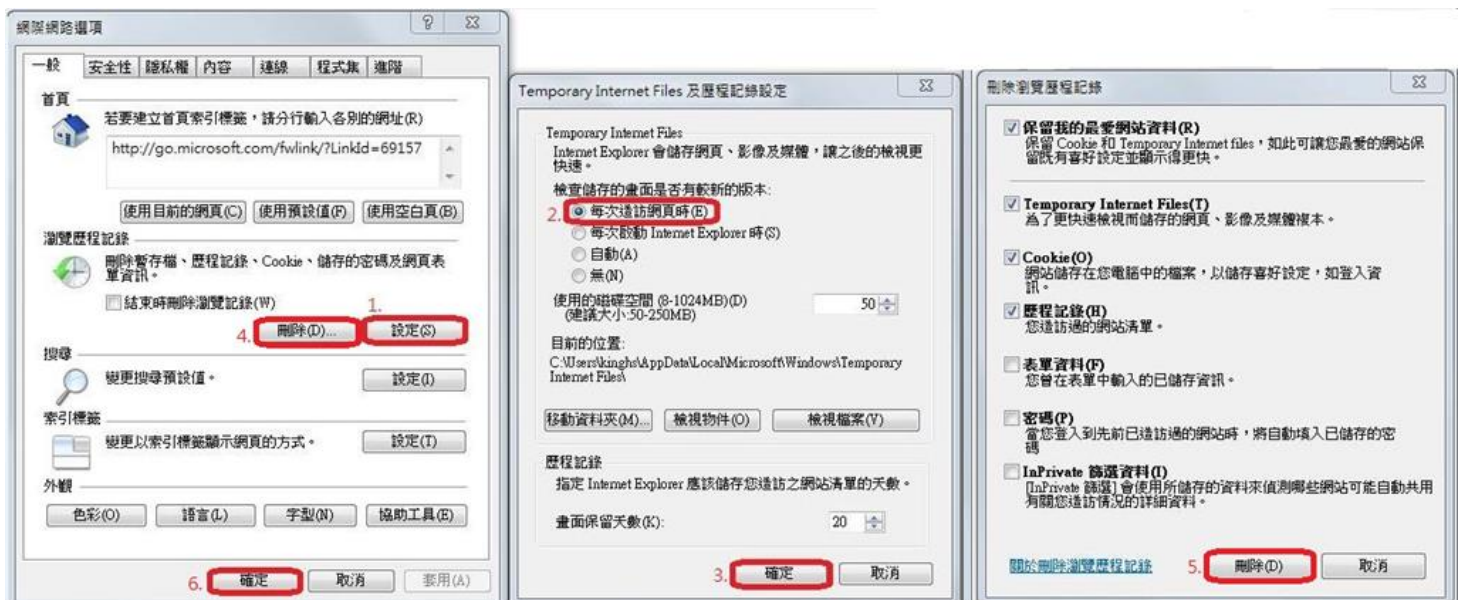 網際網路選項
一般
安全性
隱私權
內容
連線
程式集
進階
首頁
若要建立首頁索引標籤，請分行輸入各別的網址(R)
http://go.microsoft.com/fwlink/?LinkId=69157
使用目前的網頁(C)
使用預設值(F)
使用空白頁(B)
瀏覽歷程記錄
刪除暫存檔、歷程記錄、Cookie、儲存的密碼及網頁表
單資訊。
結束時刪除瀏覽記錄(W)
1.
4.
刪除(D)...
設定(S)
搜尋
變更搜尋預設值。
設定(I)
索引標籤
變更以索引標籤顯示網頁的方式。
設定(T)
外觀
色彩(O)
語言(L)
字型(N)
協助工具(E)
6.
確定
取消
套用(A)
Temporary Internet Files 及歷程記錄設定
Temporary Internet Files
Internet Explorer 會儲存網頁、影像及媒體，讓之後的檢視更
快速。
檢查儲存的畫面是否有較新的版本:
2.
每次造訪網頁時(E)
每次啟動 Internet Explorer 時(S)
自動(A)
無(N)
使用的磁碟空間 (8-1024MB)(D)
50
(建議大小:50-250MB)
目前的位置:
C:\Users\kinghs\AppData\Local\Microsoft\Windows\Temporary
Internet Files\
移動資料夾(M)...
檢視物件(O)
檢視檔案(V)
歷程記錄
指定 Internet Explorer 應該儲存您造訪之網站清單的天數。
畫面保留天數(K):
20
3.
確定
取消
刪除瀏覽歷程記錄
保留我的最愛網站資料(R)
保留 Cookie 和 Temporary Internet files，如此可讓您最愛的網站保
留既有喜好設定並顯示得更快。
Temporary Internet Files(T)
為了更快速檢視而儲存的網頁、影像及媒體複本。
Cookie(O)
網站儲存在您電腦中的檔案，以儲存喜好設定，如登入資
訊。
歷程記錄(H)
您造訪過的網站清單。
表單資料(F)
您曾在表單中輸入的已儲存資訊。
密碼(P)
當您登入到先前已造訪過的網站時，將自動填入已儲存的密
碼
InPrivate 篩選資料(I)
[InPrivate 篩選] 會使用所儲存的資料來偵測哪些網站可能自動共用
有關您造訪情況的詳細資料。
關於刪除瀏覽歷程記錄
5.
刪除(D)
取消